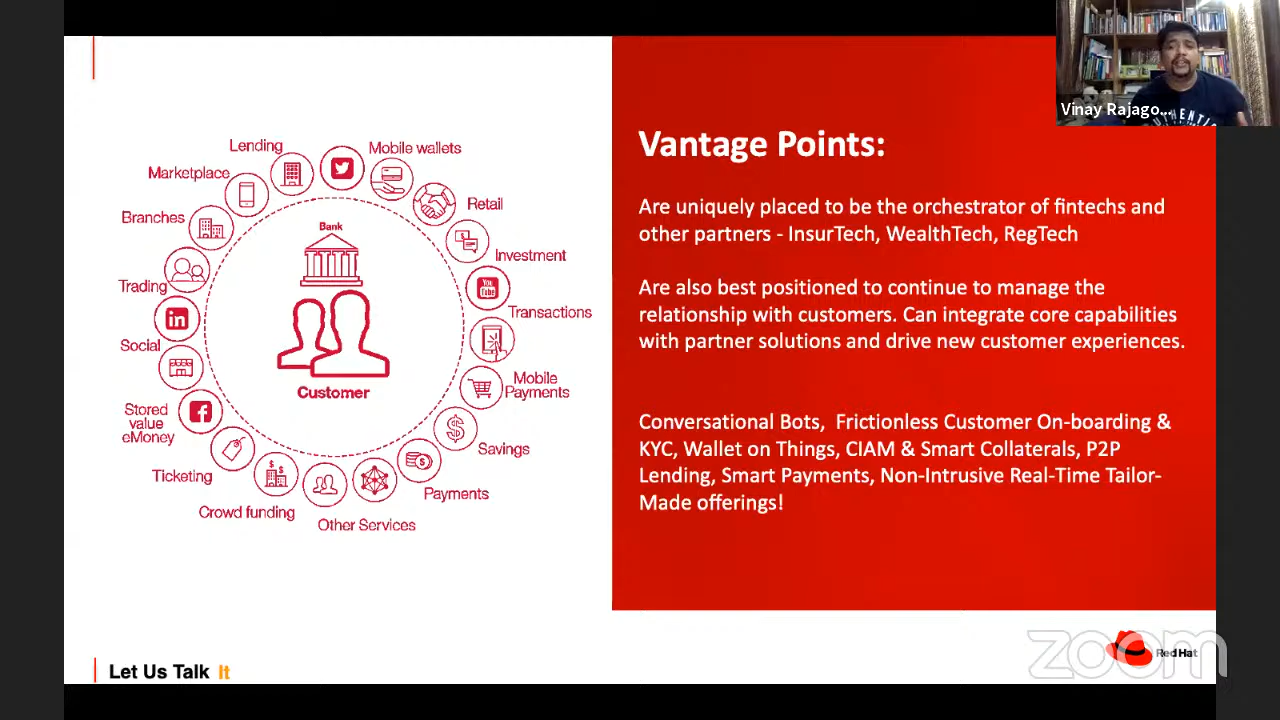 Vinay Rajago...
Lending
Mobile wallets
Marketplace
Retail
Branches
Bank
Investment
Trading
You
Tube
Transactions
in
Social
Mobile
Payments
Customer
Stored
value
eMoney
Savings
Ticketing
Payments
Crowd funding
Other Services
Vantage Points:
Are uniquely placed to be the orchestrator of fintechs and
other partners - InsurTech, WealthTech, RegTech
Are also best positioned to continue to manage the
relationship with customers. Can integrate core capabilities
with partner solutions and drive new customer experiences.
Conversational Bots,  Frictionless Customer On-boarding &
KYC, Wallet on Things, CIAM & Smart Collaterals, P2P
Lending, Smart Payments, Non-Intrusive Real-Time Tailor-
Made offerings!
Let Us Talk It
zoom
Red Hat